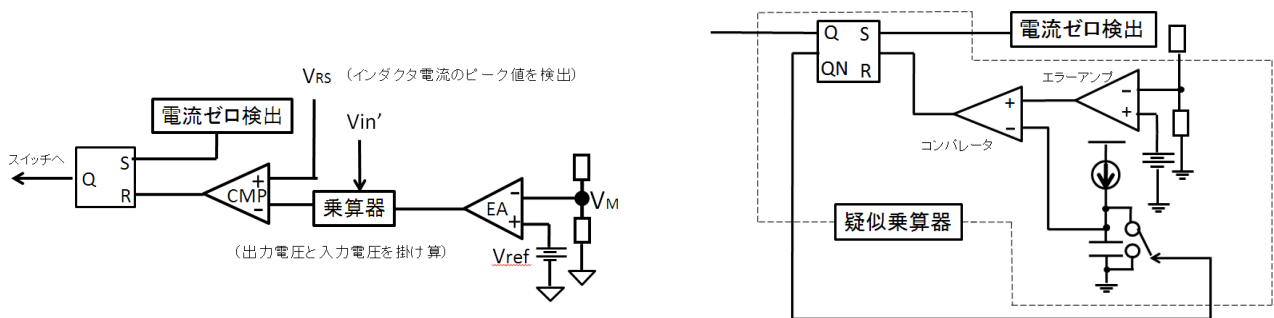 VRS (インダクタ電流のピーク値を検出)
電流ゼロ検出
Vin’
スイッチへ
Q
S
R
CMP
+
−
乗算器
EA
−
+
VM
(出力電圧と入力電圧を掛け算)
Vref
Q
S
QN
R
電流ゼロ検出
エラーアンプ
−
+
+
−
コンパレータ
疑似乗算器